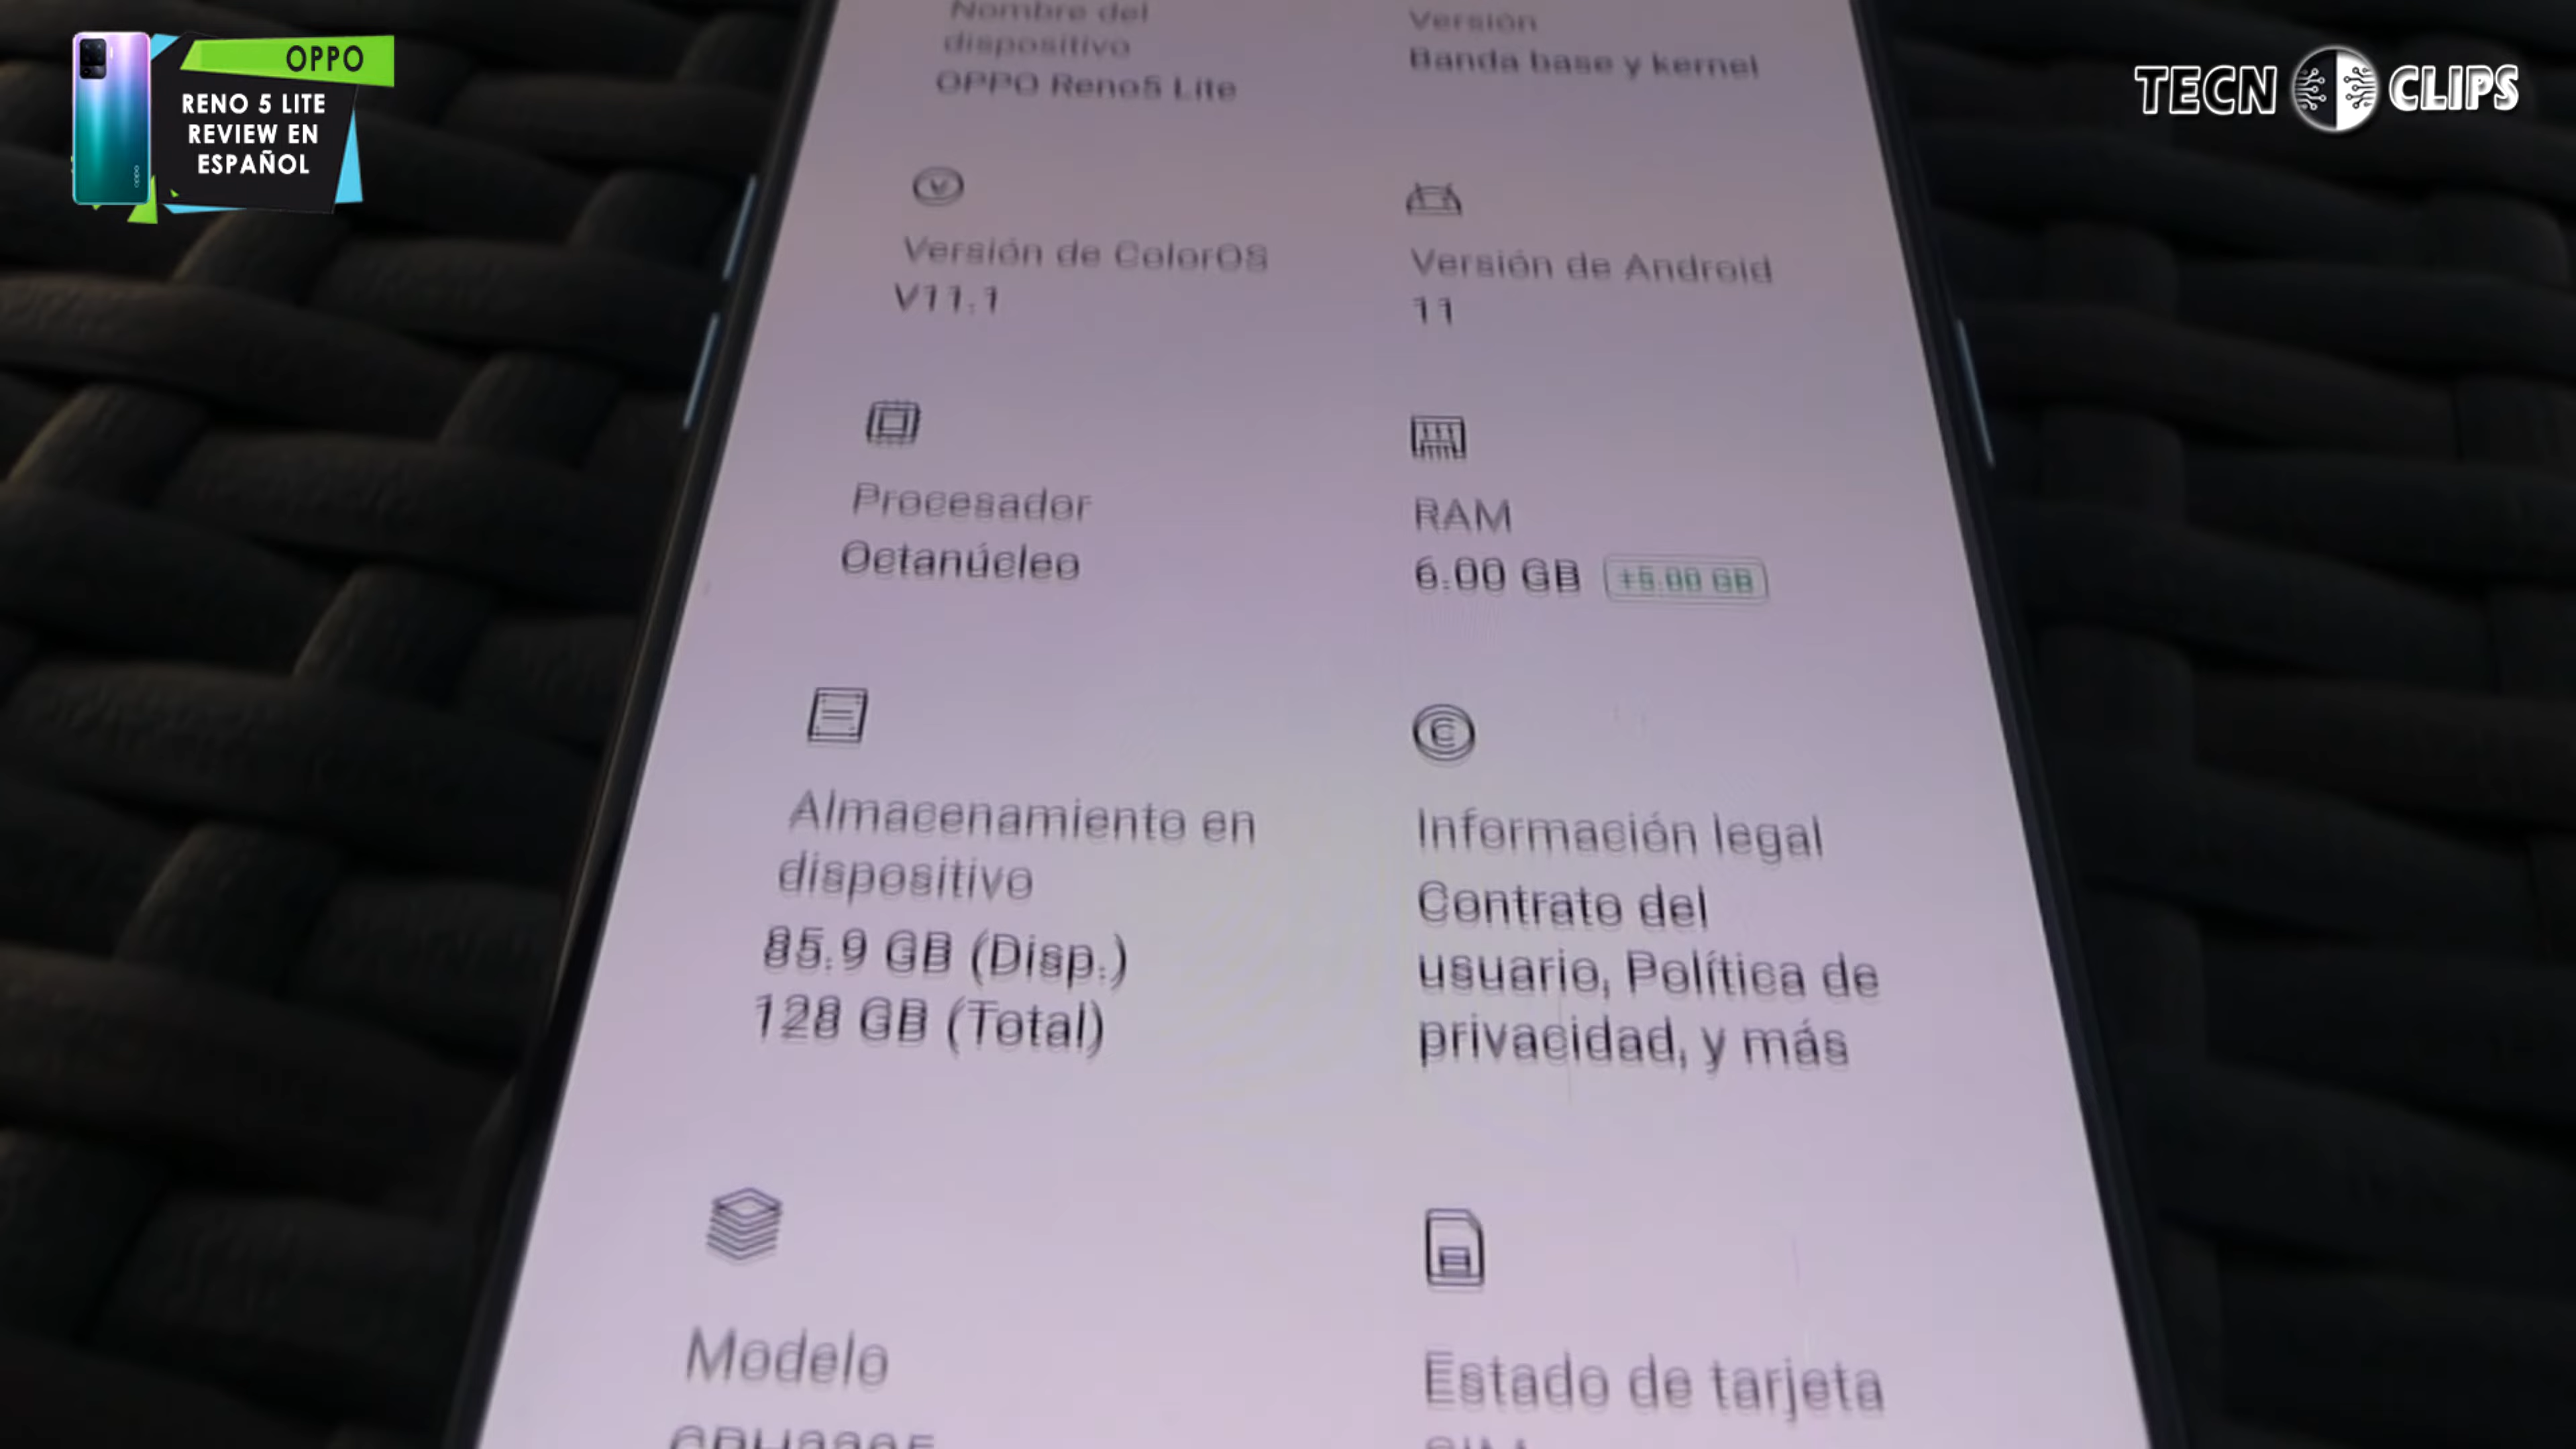 OPPO
RENO 5 LITE
REVIEW EN
ESPAÑOL
TECN CLIPS
Nombre del
dispositivo
OPPO Reno5 Lite
Versión
Banda base y kernel
Versión de ColorOS
V11.1
Versión de Android
11
Procesador
Octanúcleo
RAM
6.00 GB +5.00 GB
Almacenamiento en
dispositivo
85.9 GB (Disp.)
128 GB (Total)
Información legal
Contrato del
usuario, Política de
privacidad, y más
Modelo
Estado de tarjeta